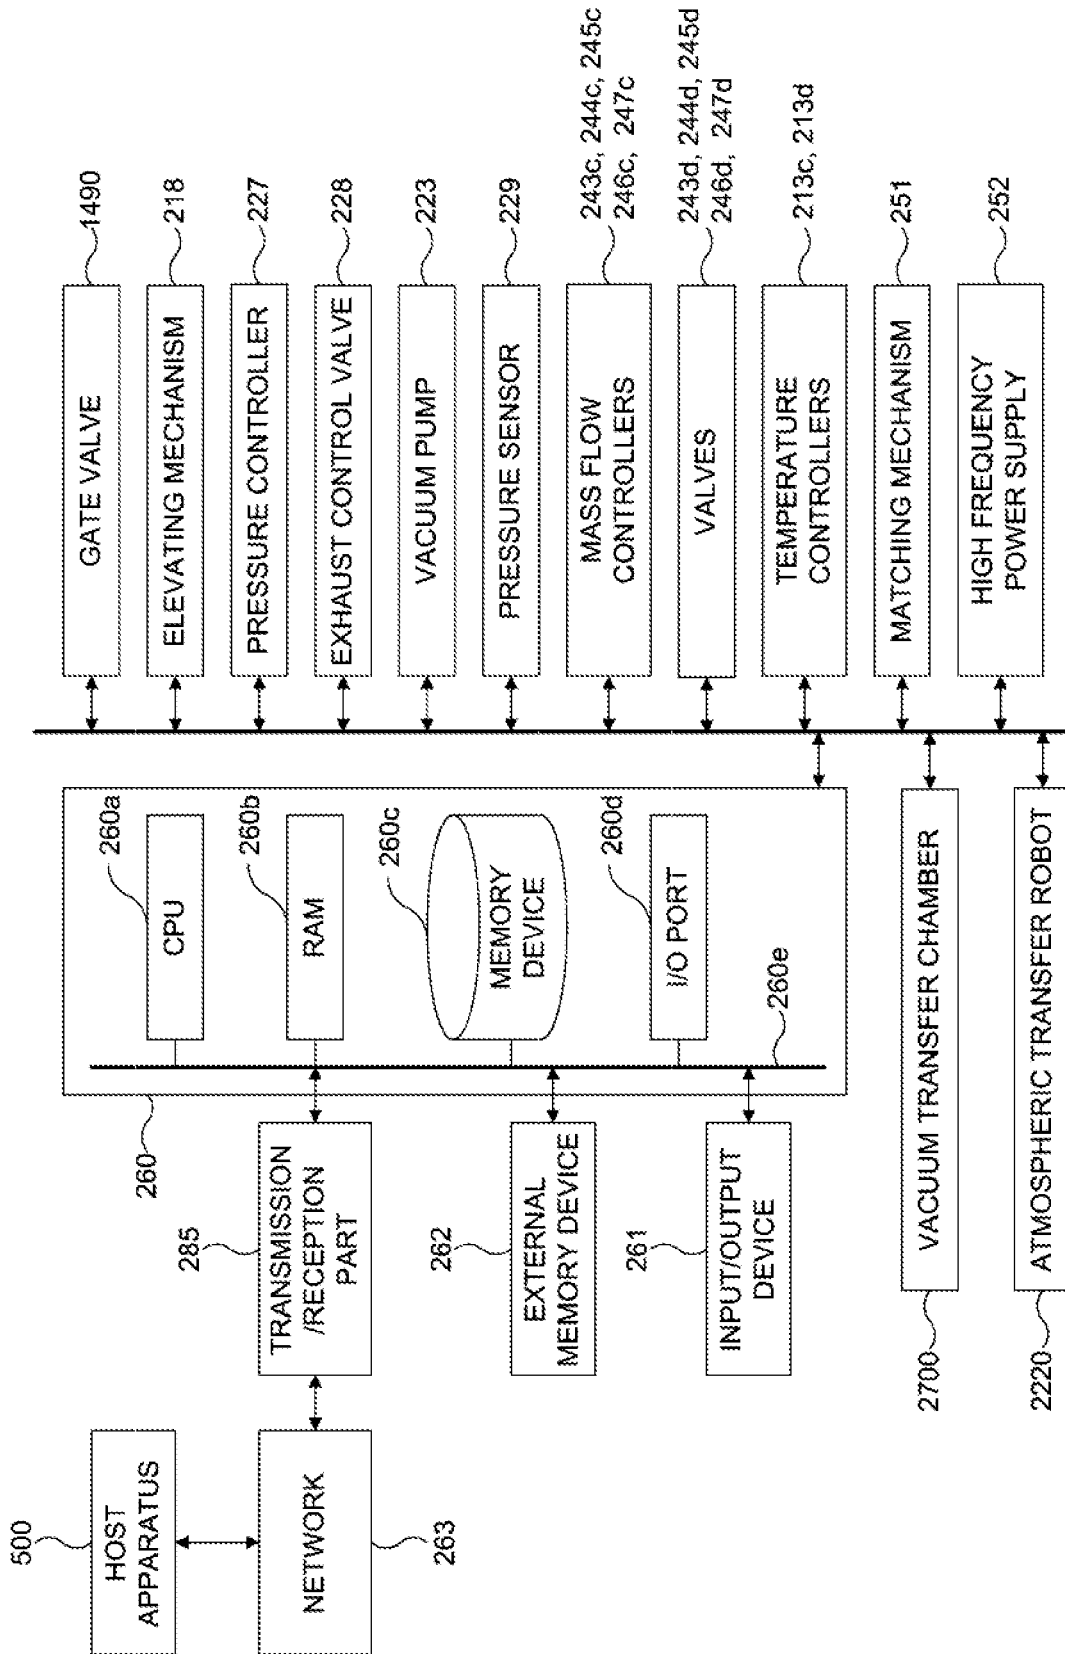 500
HOST
APPARATUS
NETWORK
263
285
TRANSMISSION
/RECEPTION
PART
262
EXTERNAL
MEMORY DEVICE
261
INPUT/OUTPUT
DEVICE
260
260a
CPU
260b
RAM
260c
MEMORY
DEVICE
260d
I/O PORT
260e
2700
VACUUM TRANSFER CHAMBER
2220
ATMOSPHERIC TRANSFER ROBOT
GATE VALVE
1490
ELEVATING MECHANISM
218
PRESSURE CONTROLLER
227
EXHAUST CONTROL VALVE
228
VACUUM PUMP
223
PRESSURE SENSOR
229
MASS FLOW
CONTROLLERS
243c, 244c, 245c
246c, 247c
VALVES
243d, 244d, 245d
246d, 247d
TEMPERATURE
CONTROLLERS
213c, 213d
MATCHING MECHANISM
251
HIGH FREQUENCY
POWER SUPPLY
252